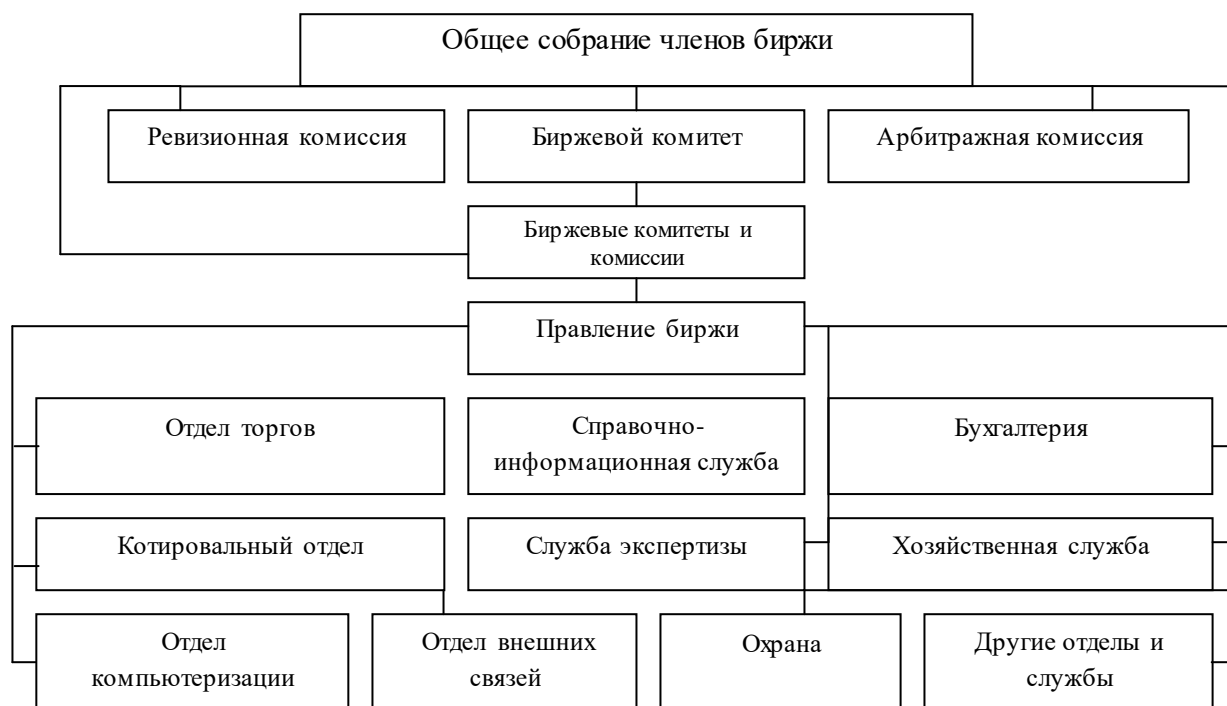 Общее собрание членов биржи
Ревизионная комиссия
Биржевой комитет
Арбитражная комиссия
Биржевые комитеты и
комиссии
Правление биржи
Отдел торгов
Справочно-
информационная служба
Бухгалтерия
Котировальный отдел
Служба экспертизы
Хозяйственная служба
Отдел
компьютеризации
Отдел внешних
связей
Охрана
Другие отделы и
службы